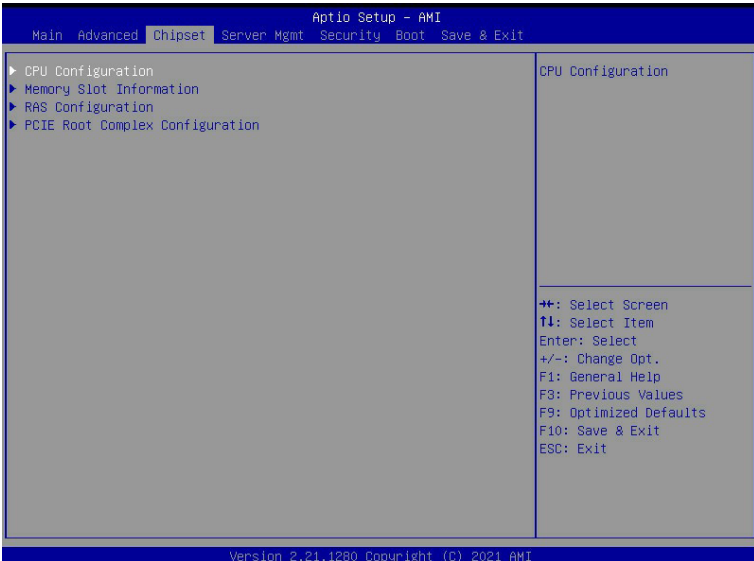 Aptio Setup – AMI
Main Advanced Chipset Server Mgmt Security Boot Save & Exit
▶ CPU Configuration
▶ Memory Slot Information
▶ RAS Configuration
▶ PCIE Root Complex Configuration
CPU Configuration
→←: Select Screen
↑↓: Select Item
Enter: Select
+/-: Change Opt.
F1: General Help
F3: Previous Values
F9: Optimized Defaults
F10: Save & Exit
ESC: Exit
Version 2.21.1280 Copyright (C) 2021 AMI